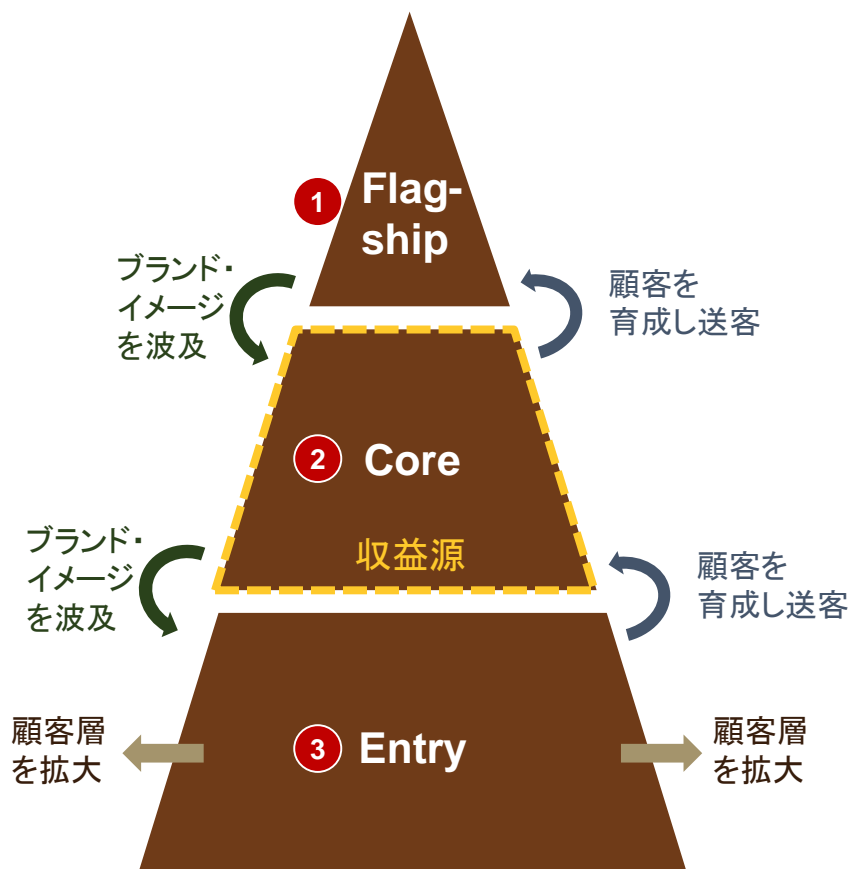 1
Flag-
ship
ブランド・
イメージ
を波及
顧客を
育成し送客
2
Core
収益源
ブランド・
イメージ
を波及
顧客を
育成し送客
顧客層
を拡大
3
Entry
顧客層
を拡大